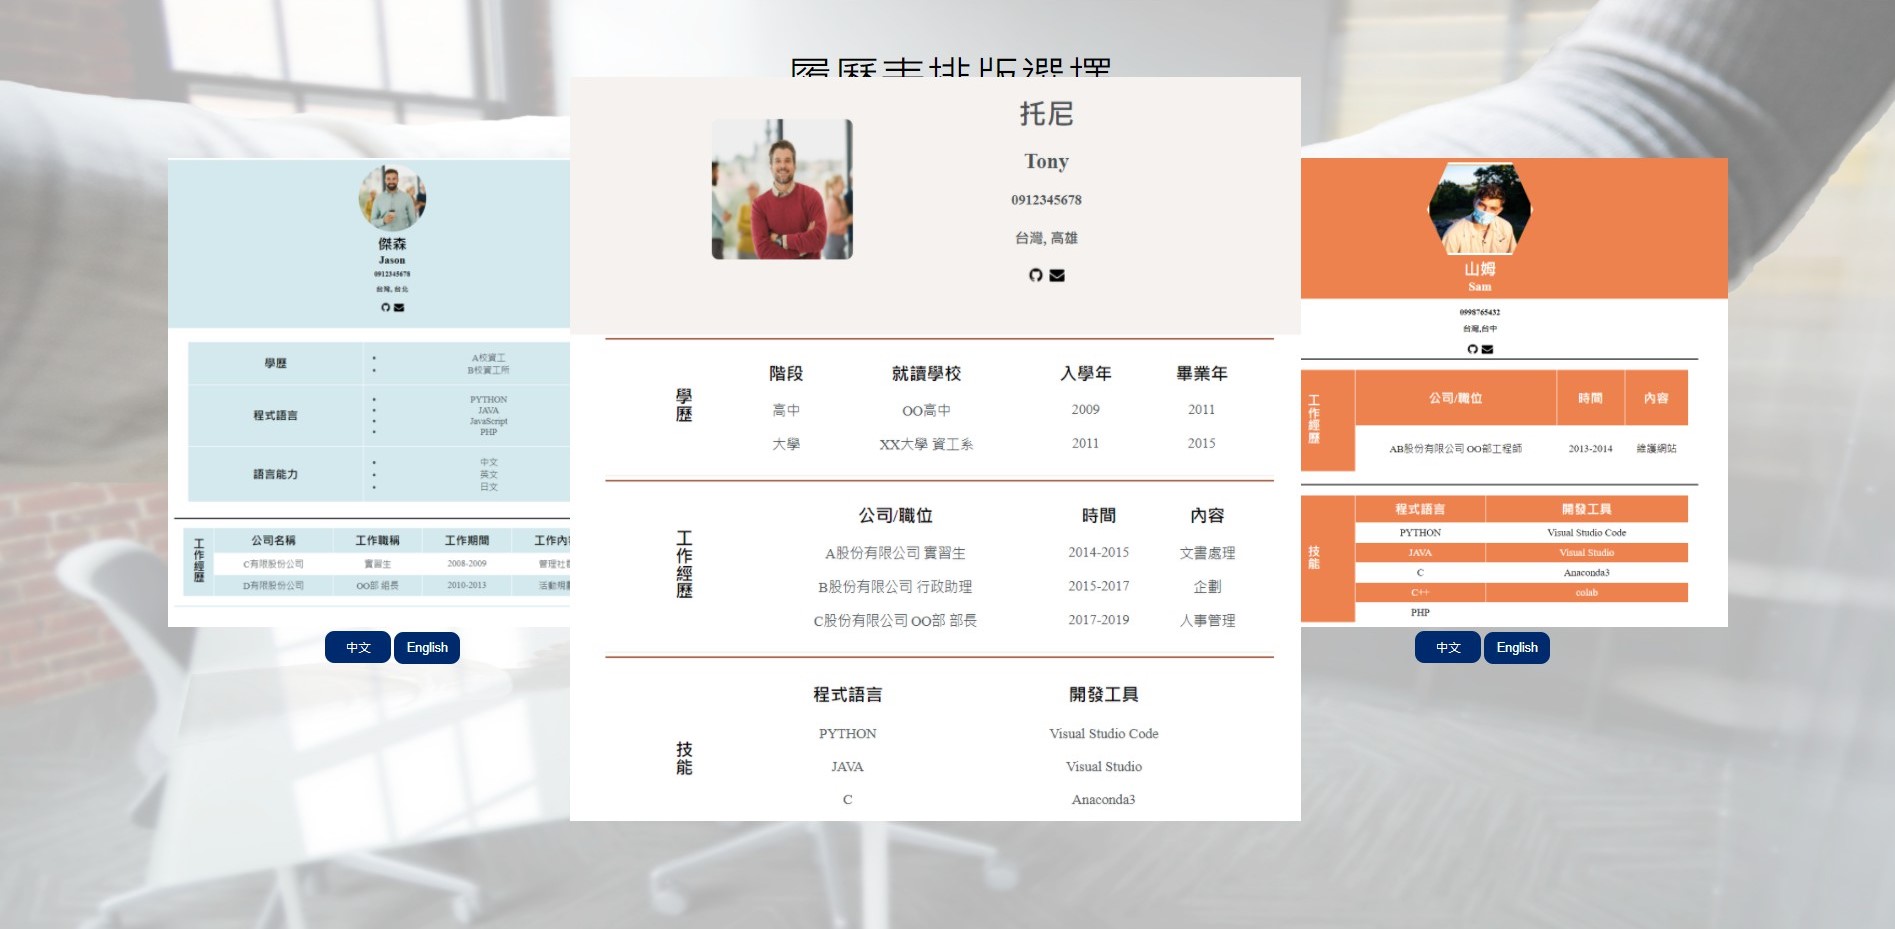 履歷表排版選擇
傑森
Jason
0912345678
台灣, 台北
學歷
A校資工
B校資工所
程式語言
PYTHON
JAVA
JavaScript
PHP
語言能力
中文
英文
日文
工作經歷
公司名稱 工作職稱 工作期間 工作內
C有限股份公司 實習生 2008-2009 管理社
D有限股份公司 OO部 組長 2010-2013 活動規
中文 English
托尼
Tony
0912345678
台灣, 高雄
學歷
階段 就讀學校 入學年 畢業年
高中 OO高中 2009 2011
大學 XX大學 資工系 2011 2015
工作經歷
公司/職位 時間 內容
A股份有限公司 實習生 2014-2015 文書處理
B股份有限公司 行政助理 2015-2017 企劃
C股份有限公司 OO部 部長 2017-2019 人事管理
技能
程式語言 開發工具
PYTHON Visual Studio Code
JAVA Visual Studio
C Anaconda3
山姆
Sam
0998765432
台灣,台中
工作經歷
公司/職位 時間 內容
AB股份有限公司 OO部工程師 2013-2014 維護網站
技能
程式語言 開發工具
PYTHON Visual Studio Code
JAVA Visual Studio
C Anaconda3
C++ colab
PHP
中文 English